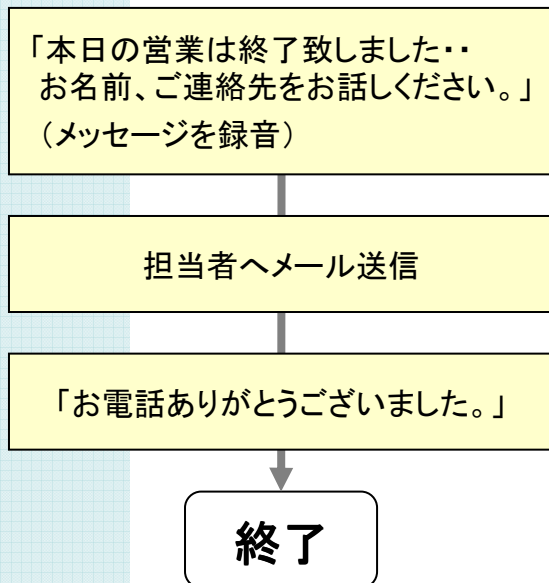 「本日の営業は終了致しました・・
お名前、ご連絡先をお話しください。」
（メッセージを録音）
担当者へメール送信
「お電話ありがとうございました。」
終了